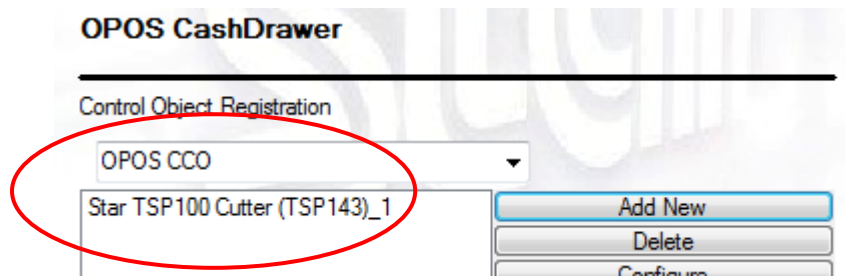 OPOS CashDrawer
Control Object Registration
OPOS CCO
Star TSP100 Cutter (TSP143)_1
Add New
Delete
Configure